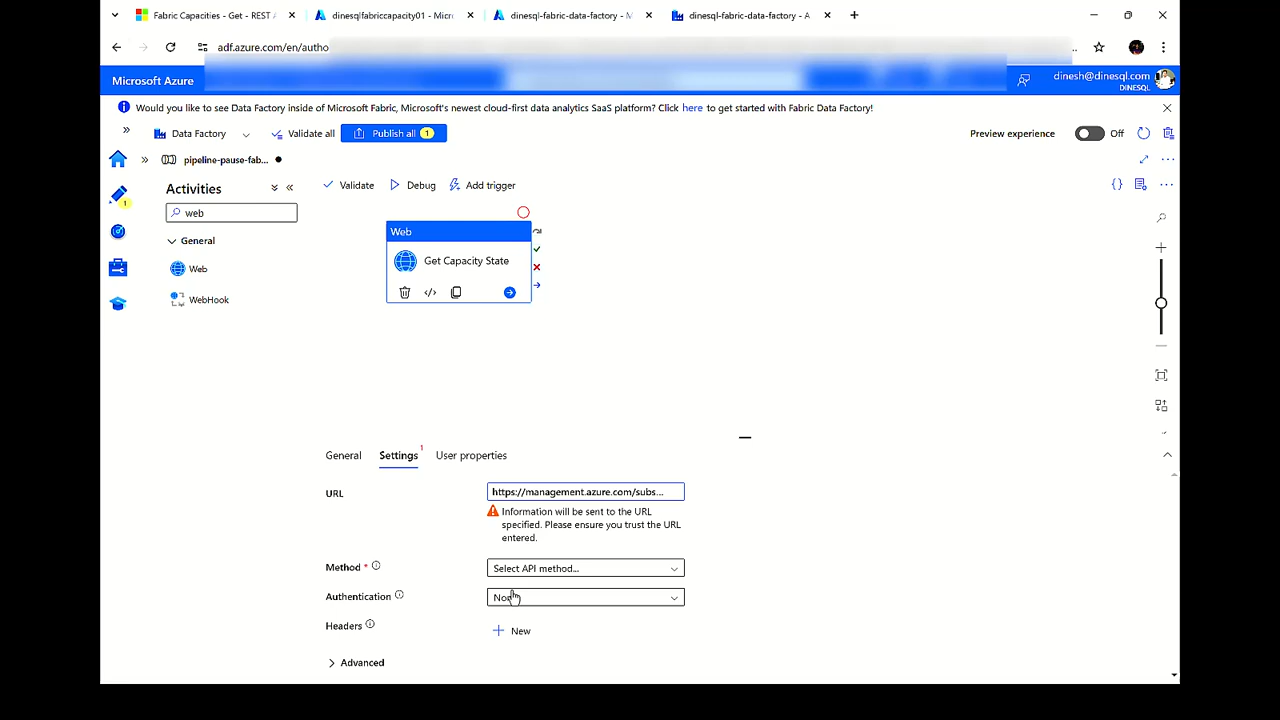 Fabric Capacities - Get - REST A
dinesqlfabriccapacity01 - Micr
dinesql-fabric-data-factory - M
dinesql-fabric-data-factory - A
adf.azure.com/en/autho
Microsoft Azure
dinesh@dinesql.com
DINESQL
Would you like to see Data Factory inside of Microsoft Fabric, Microsoft's newest cloud-first data analytics SaaS platform? Click here to get started with Fabric Data Factory!
Data Factory
Validate all
Publish all 1
Preview experience
Off
pipeline-pause-fab...
Activities
Validate
Debug
Add trigger
web
General
Web
WebHook
Web
Get Capacity State
General
Settings 1
User properties
URL
https://management.azure.com/subs...
Information will be sent to the URL
specified. Please ensure you trust the URL
entered.
Method *
Select API method...
Authentication
Headers
New
Advanced